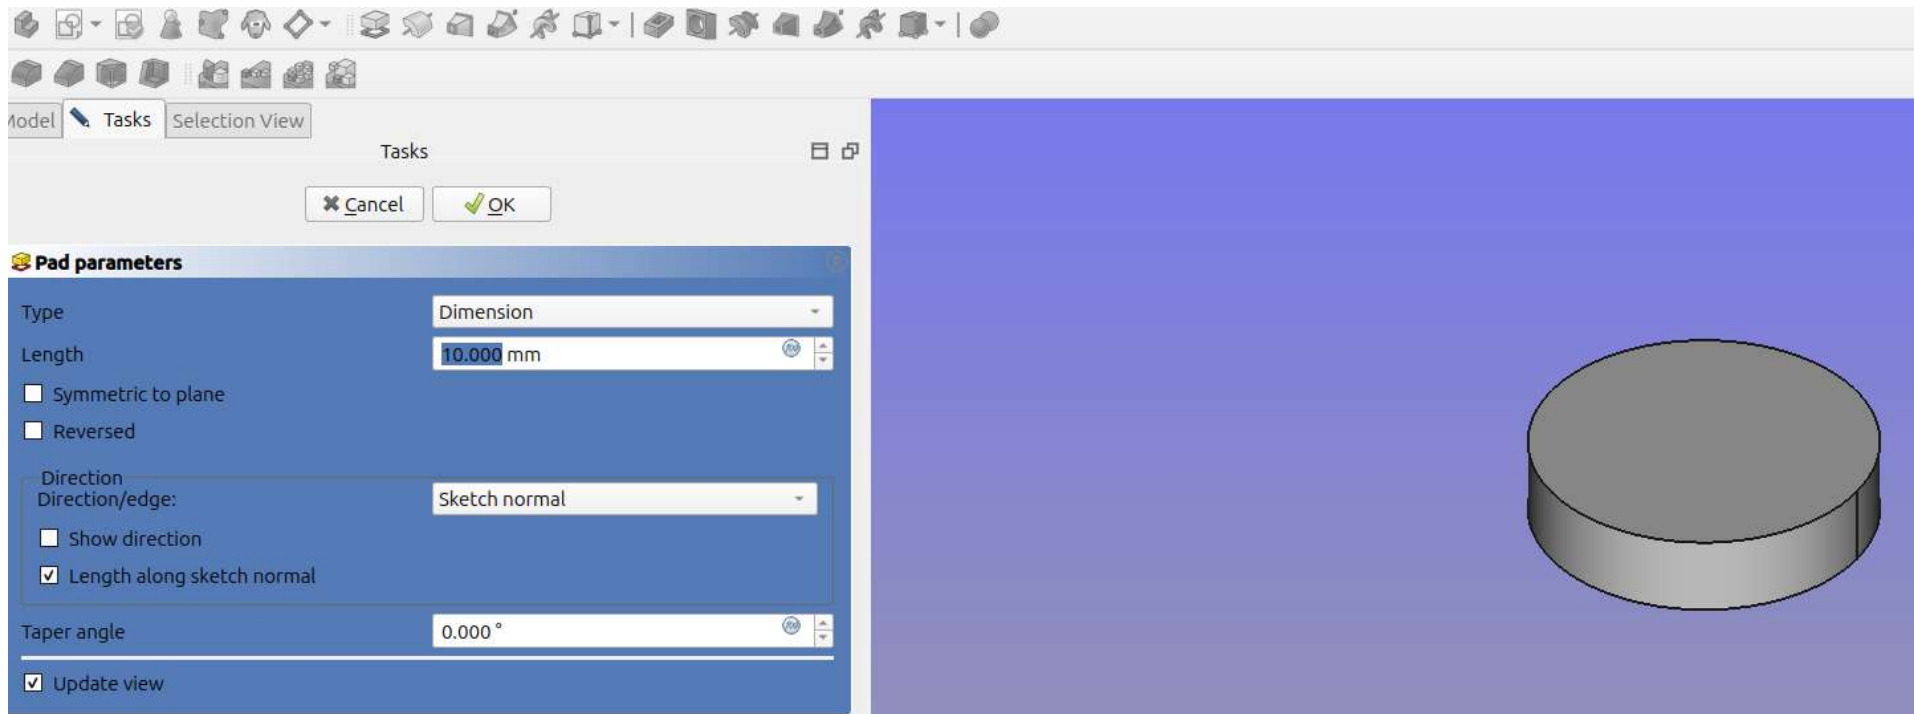 Tasks Selection View
Tasks
Cancel OK
Pad parameters
Type Dimension
Length 10.000 mm
Symmetric to plane
Reversed
Direction
Direction/edge: Sketch normal
Show direction
Length along sketch normal
Taper angle 0.000 °
Update view